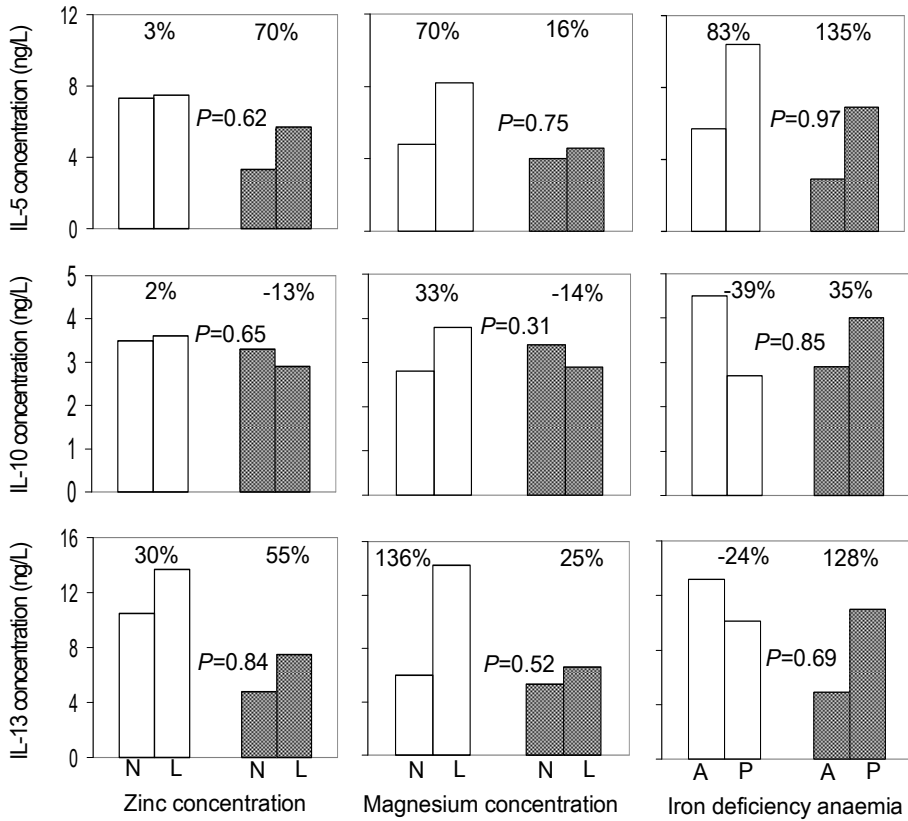 IL-5 concentration (ng/L)
12
8
4
0
3% 70%
P=0.62
70% 16%
P=0.75
83% 135%
P=0.97
IL-10 concentration (ng/L)
5
4
3
2
1
0
2% -13%
P=0.65
33% -14%
P=0.31
-39% 35%
P=0.85
IL-13 concentration (ng/L)
16
12
8
4
0
30% 55%
P=0.84
136% 25%
P=0.52
-24% 128%
P=0.69
N L N L
N L N L
A P A P
Zinc concentration
Magnesium concentration
Iron deficiency anaemia